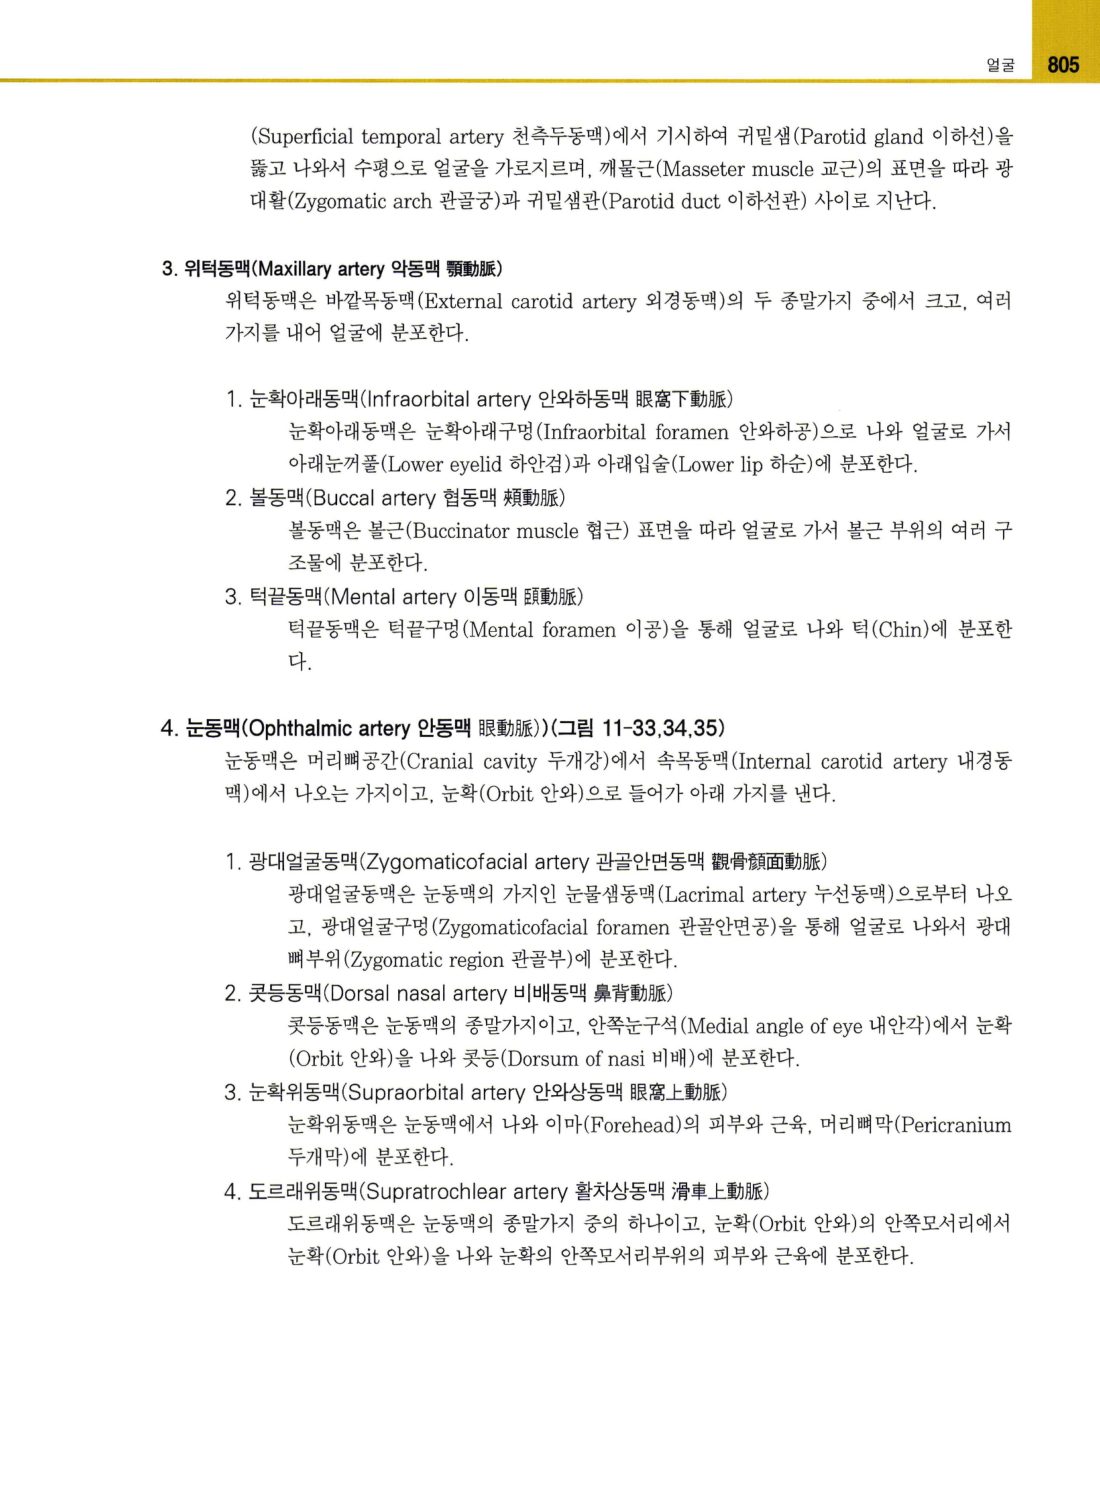 얼굴 805
(Superficial temporal artery 천측두동맥)에서 기시하여 귀밑샘(Parotid gland 이하선)을
뚫고 나와서 수평으로 얼굴을 가로지르며, 깨물근(Masseter muscle 교근)의 표면을 따라 광
대활(Zygomatic arch 관골궁)과 귀밑샘관(Parotid duct 이하선관) 사이로 지난다.
3. 위턱동맥(Maxillary artery 악동맥 顎動脈)
위턱동맥은 바깥목동맥(External carotid artery 외경동맥)의 두 종말가지 중에서 크고, 여러
가지를 내어 얼굴에 분포한다.
1. 눈확아래동맥(Infraorbital artery 안와하동맥 眼窩下動脈)
눈확아래동맥은 눈확아래구멍(Infraorbital foramen 안와하공)으로 나와 얼굴로 가서
아래눈꺼풀(Lower eyelid 하안검)과 아래입술(Lower lip 하순)에 분포한다.
2. 볼동맥(Buccal artery 협동맥 頰動脈)
볼동맥은 볼근(Buccinator muscle 협근) 표면을 따라 얼굴로 가서 볼근 부위의 여러 구
조물에 분포한다.
3. 턱끝동맥(Mental artery 이동맥 頤動脈)
턱끝동맥은 턱끝구멍(Mental foramen 이공)을 통해 얼굴로 나와 턱(Chin)에 분포한
다.
4. 눈동맥(Ophthalmic artery 안동맥 眼動脈))(그림 11-33,34,35)
눈동맥은 머리뼈공간(Cranial cavity 두개강)에서 속목동맥(Internal carotid artery 내경동
맥)에서 나오는 가지이고, 눈확(Orbit 안와)으로 들어가 아래 가지를 낸다.
1. 광대얼굴동맥(Zygomaticofacial artery 관골안면동맥 觀骨顏面動脈)
광대얼굴동맥은 눈동맥의 가지인 눈물샘동맥(Lacrimal artery 누선동맥)으로부터 나오
고, 광대얼굴구멍(Zygomaticofacial foramen 관골안면공)을 통해 얼굴로 나와서 광대
뼈부위(Zygomatic region 관골부)에 분포한다.
2. 콧등동맥(Dorsal nasal artery 비배동맥 鼻背動脈)
콧등동맥은 눈동맥의 종말가지이고, 안쪽눈구석(Medial angle of eye 내안각)에서 눈확
(Orbit 안와)을 나와 콧등(Dorsum of nasi 비배)에 분포한다.
3. 눈확위동맥(Supraorbital artery 안와상동맥 眼窩上動脈)
눈확위동맥은 눈동맥에서 나와 이마(Forehead)의 피부와 근육, 머리뼈막(Pericranium
두개막)에 분포한다.
4. 도르래위동맥(Supratrochlear artery 활차상동맥 滑車上動脈)
도르래위동맥은 눈동맥의 종말가지 중의 하나이고, 눈확(Orbit 안와)의 안쪽모서리에서
눈확(Orbit 안와)을 나와 눈확의 안쪽모서리부위의 피부와 근육에 분포한다.